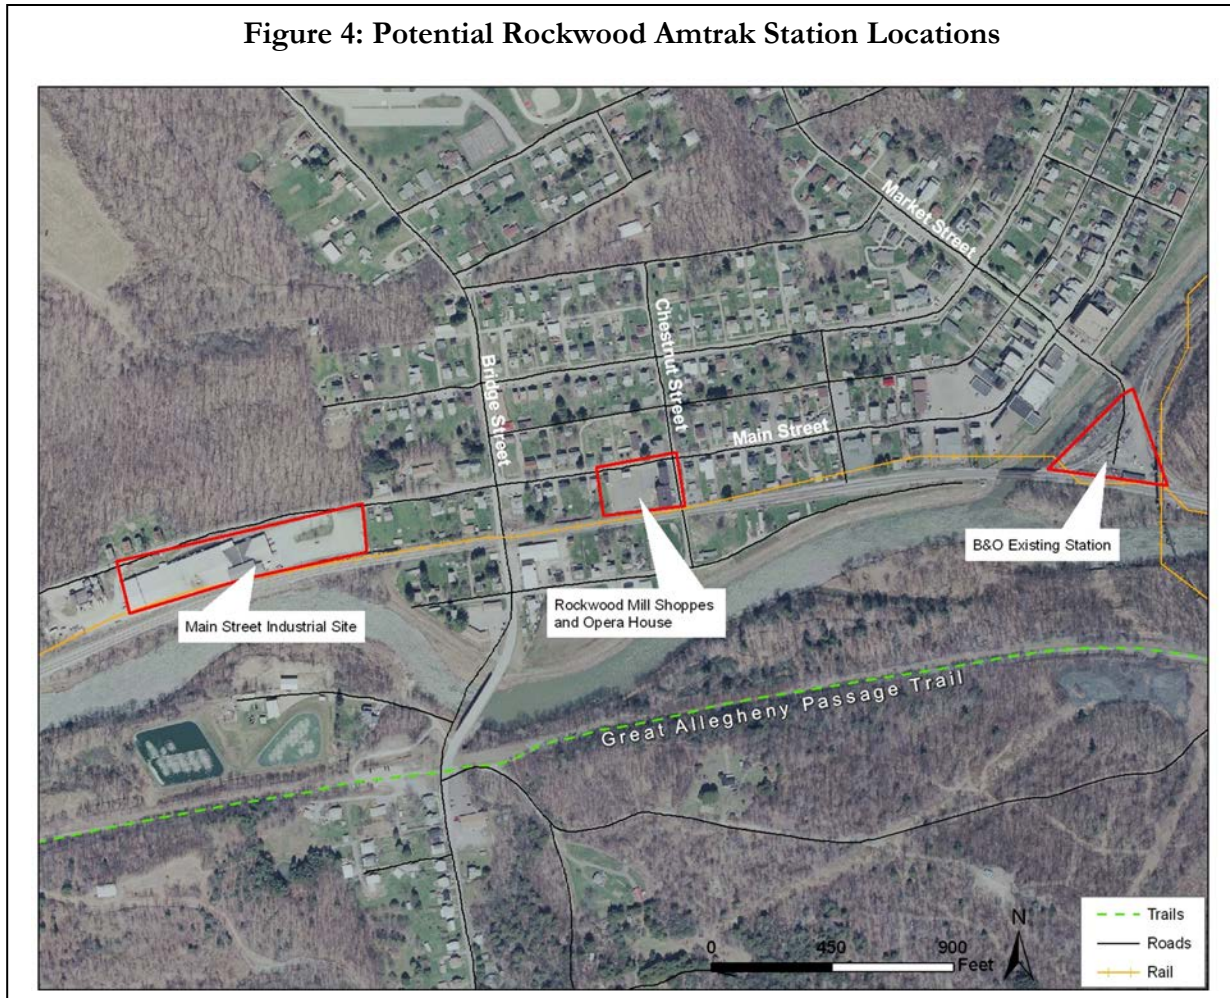 Figure 4: Potential Rockwood Amtrak Station Locations
Market Street
Chestnut Street
Bridge Street
Main Street
B&O Existing Station
Rockwood Mill Shoppes
and Opera House
Main Street Industrial Site
Great Allegheny Passage Trail
N
0 450 900
Feet
Trails
Roads
Rail